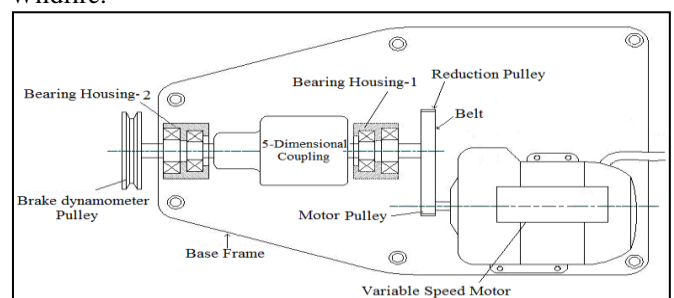 Wildfire.
Reduction Pulley
Bearing Housing-1
Bearing Housing- 2
Belt
5-Dimensional
Coupling
Brake dynamometer
Pulley
Motor Pulley
Base Frame
Variable Speed Motor